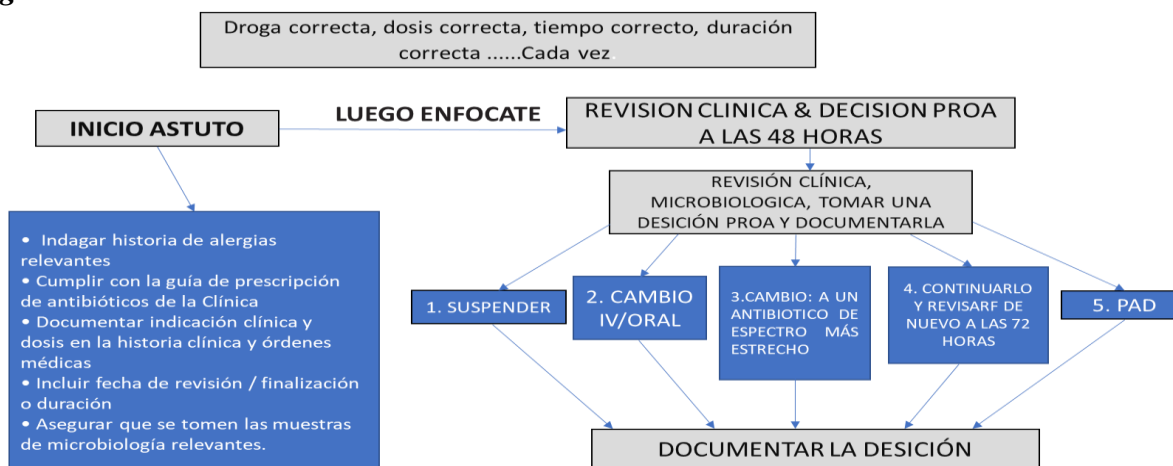 Droga correcta, dosis correcta, tiempo correcto, duración
correcta ......Cada vez.
INICIO ASTUTO
LUEGO ENFOCATE
REVISION CLINICA & DECISION PROA
A LAS 48 HORAS
• Indagar historia de alergias
relevantes
• Cumplir con la guía de prescripción
de antibióticos de la Clínica
• Documentar indicación clínica y
dosis en la historia clínica y órdenes
médicas
• Incluir fecha de revisión / finalización
o duración
• Asegurar que se tomen las muestras
de microbiología relevantes.
REVISIÓN CLÍNICA,
MICROBIOLOGICA, TOMAR UNA
DESICIÓN PROA Y DOCUMENTARLA
1. SUSPENDER
2. CAMBIO
IV/ORAL
3.CAMBIO: A UN
ANTIBIOTICO DE
ESPECTRO MÁS
ESTRECHO
4. CONTINUARLO
Y REVISARF DE
NUEVO A LAS 72
HORAS
5. PAD
DOCUMENTAR LA DESICIÓN